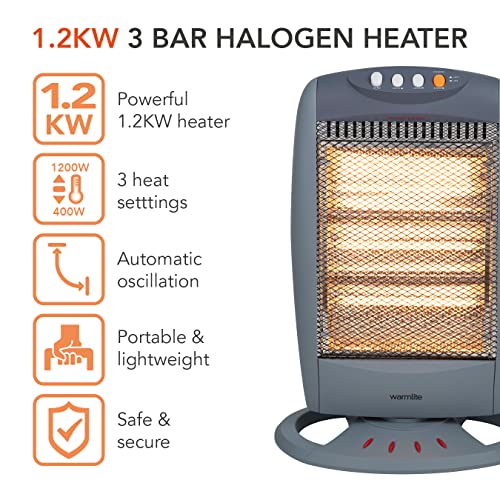 1.2KW 3 BAR HALOGEN HEATER
1.2
KW
Powerful
1.2KW heater
1200W
400W
3 heat
setttings
Automatic
oscillation
Portable &
lightweight
Safe &
secure
warmlite